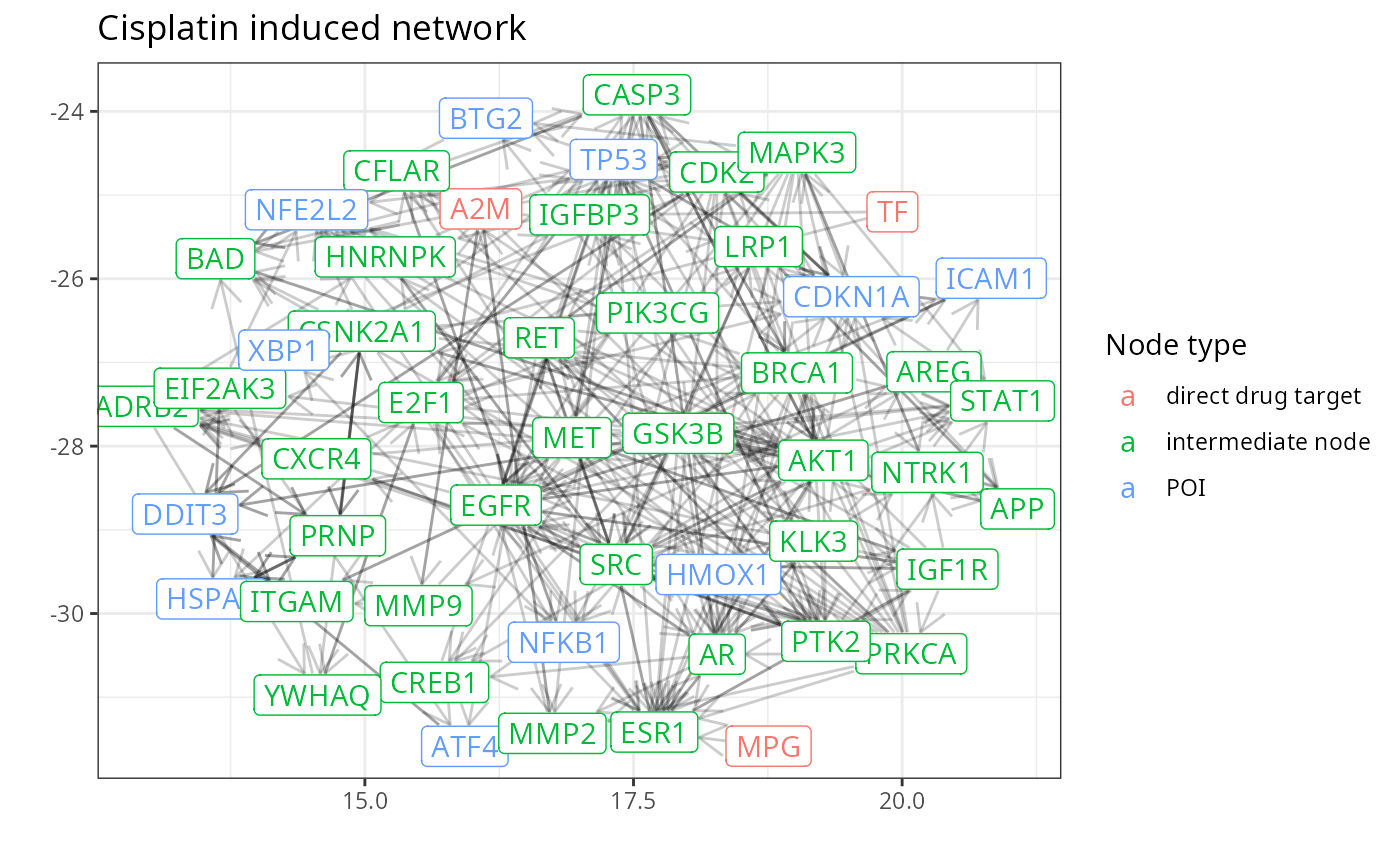 Cisplatin induced network
-24
-26
-28
-30
15.0
17.5
20.0
CASP3
BTG2
MAPK3
TP53
CFLAR
CDK2
NFE2L2
A2M
IGFBP3
TF
LRP1
BAD
HNRNPK
ICAM1
CDKN1A
PIK3CG
CSNK2A1
RET
XBP1
BRCA1
AREG
EIF2AK3
ADRB2
E2F1
STAT1
MET
GSK3B
CXCR4
AKT1
NTRK1
EGFR
APP
DDIT3
PRNP
KLK3
SRC
HMOX1
IGF1R
HSPA
ITGAM
MMP9
NFKB1
AR
PTK2
PRKCA
YWHAQ
CREB1
ATF4
MMP2
ESR1
MPG
Node type
a direct drug target
a intermediate node
a POI